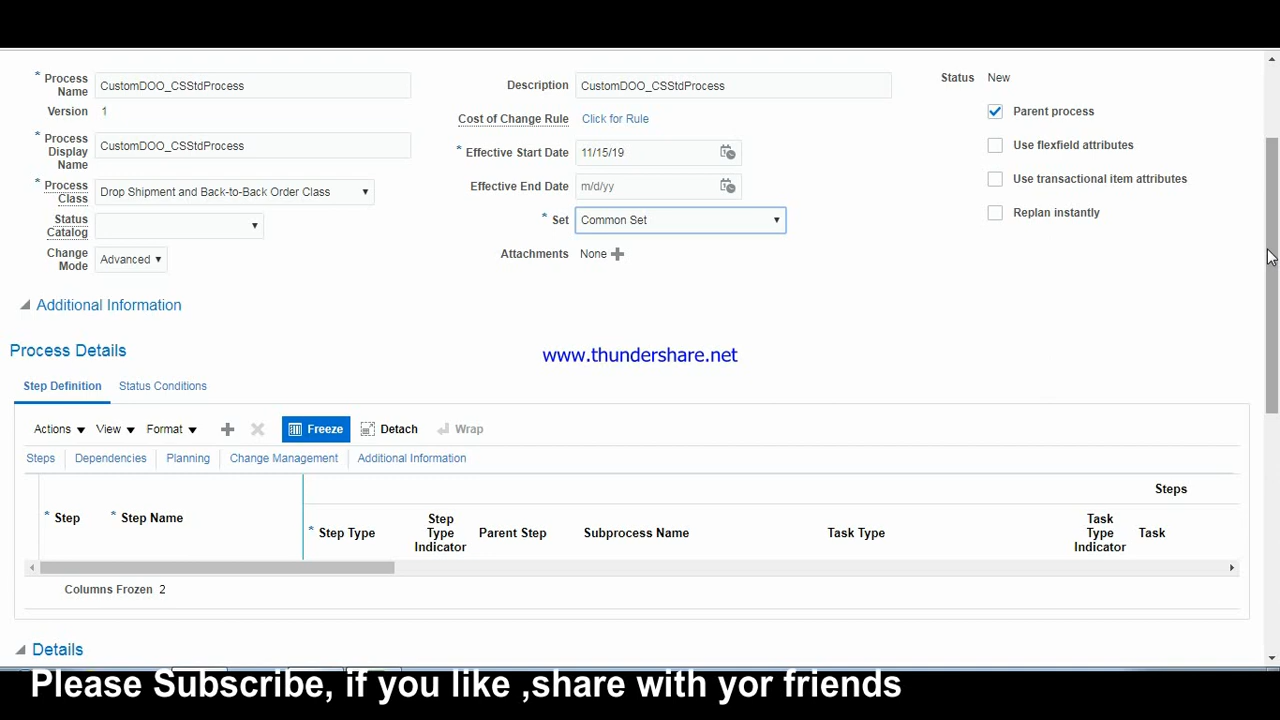 * Process Name CustomDOO_CSStdProcess
Version 1
* Process Display Name CustomDOO_CSStdProcess
* Process Class Drop Shipment and Back-to-Back Order Class
Status Catalog
Change Mode Advanced
Description CustomDOO_CSStdProcess
Cost of Change Rule Click for Rule
* Effective Start Date 11/15/19
Effective End Date m/d/yy
* Set Common Set
Attachments None
Status New
Parent process
Use flexfield attributes
Use transactional item attributes
Replan instantly
Additional Information
Process Details
www.thundershare.net
Step Definition Status Conditions
Actions View Format Freeze Detach Wrap
Steps Dependencies Planning Change Management Additional Information
Steps
* Step * Step Name * Step Type Step Type Indicator Parent Step Subprocess Name Task Type Task Type Indicator Task
Columns Frozen 2
Details
Please Subscribe, if you like ,share with yor friends